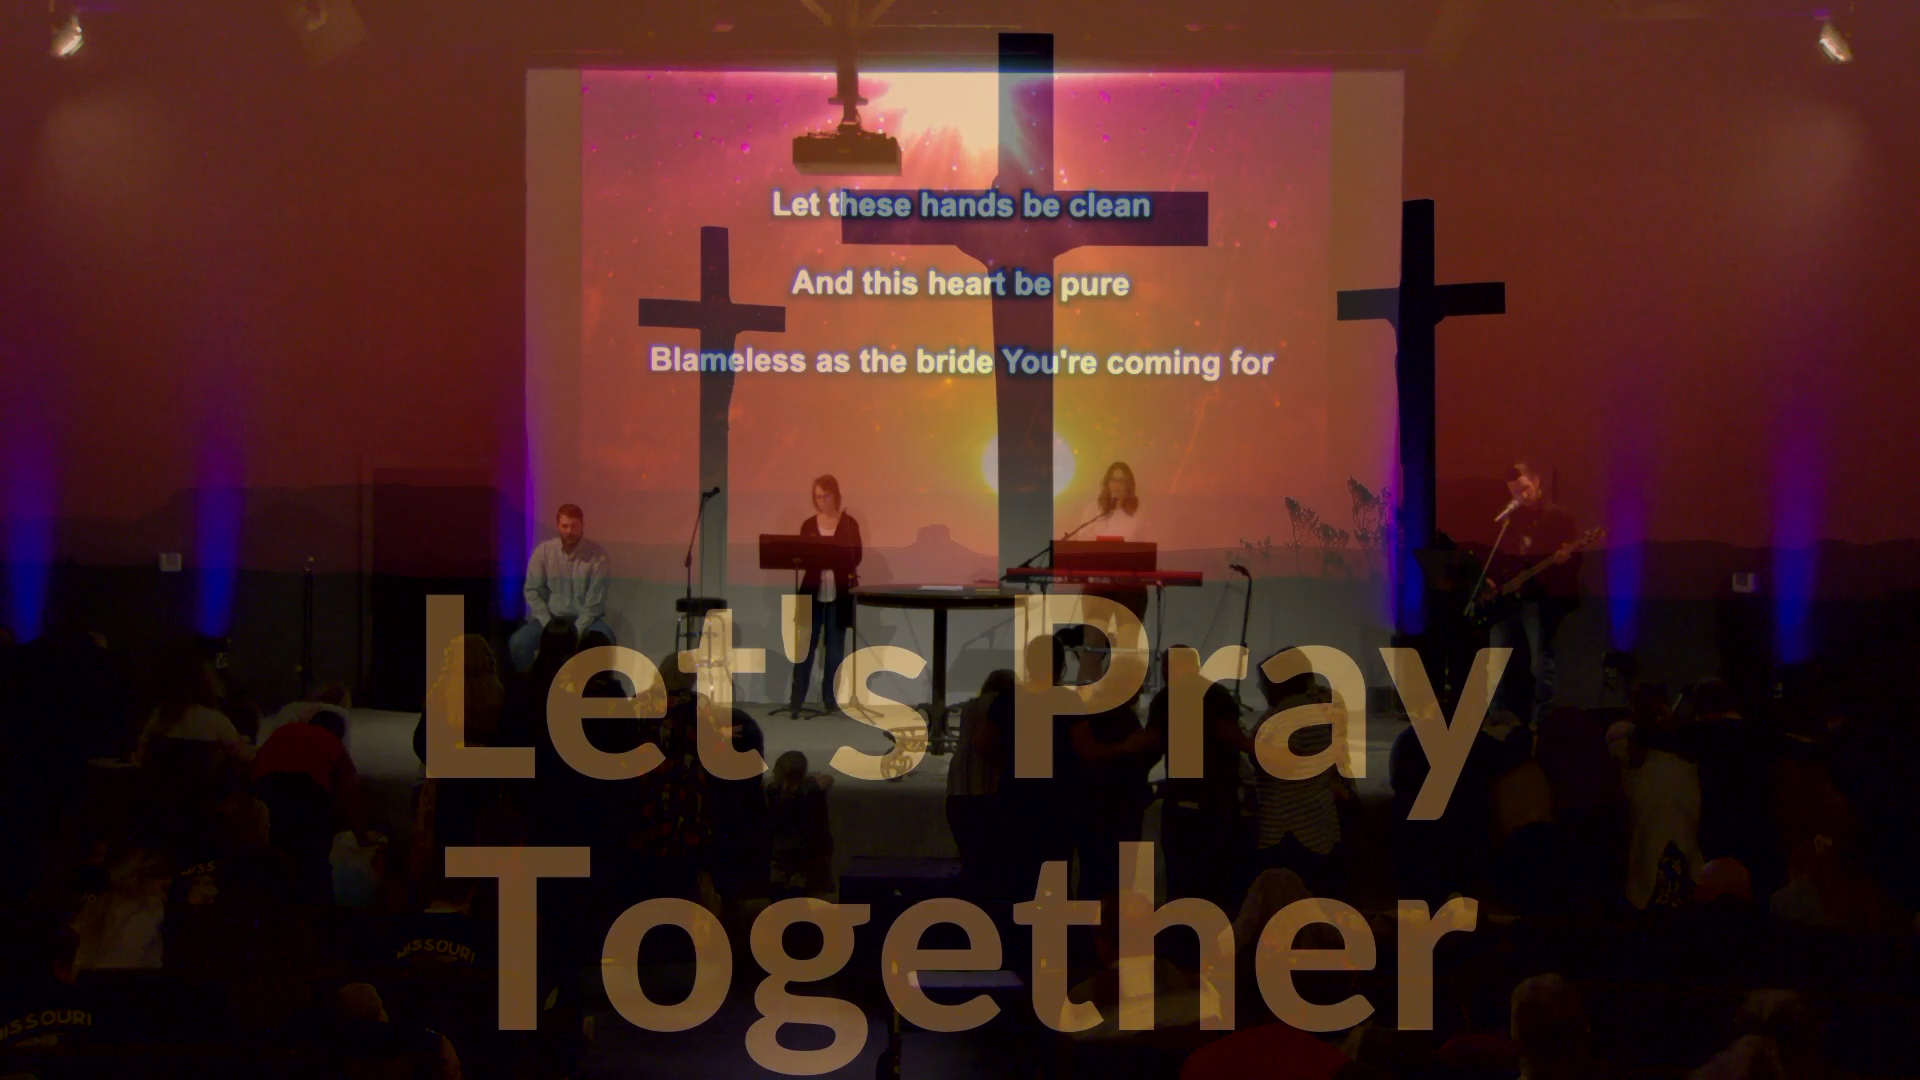 Let these hands be clean
And this heart be pure
Blameless as the bride You're coming for
Let's Pray
Together
MISSOURI